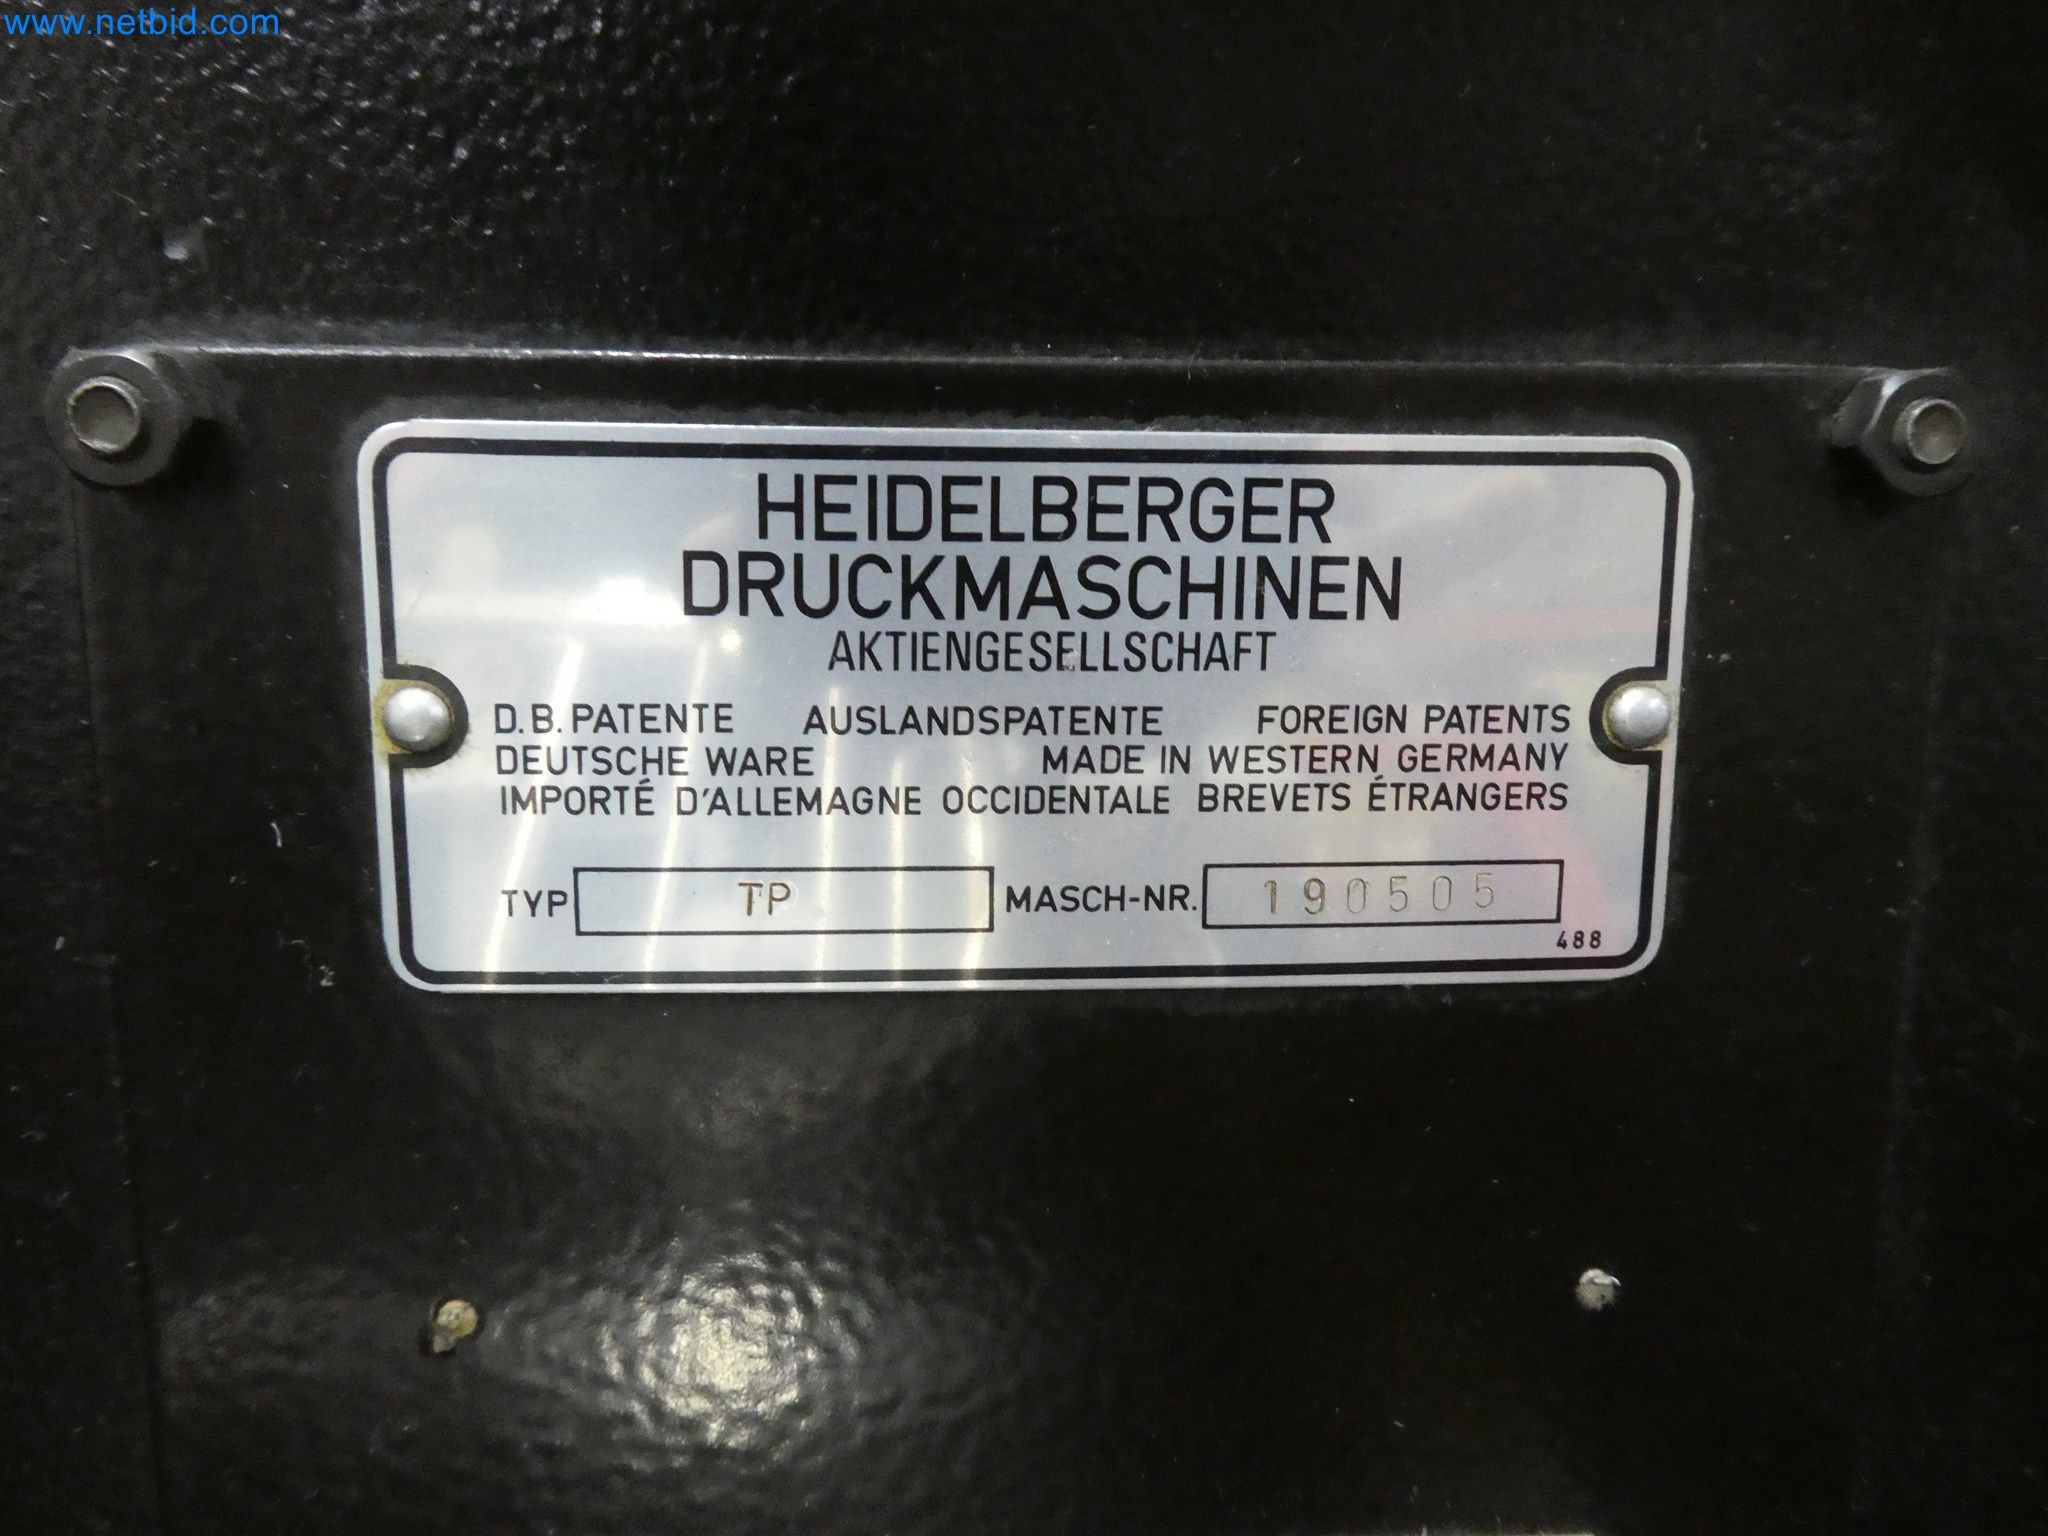 www.netbid.com
HEIDELBERGER
DRUCKMASCHINEN
AKTIENGESELLSCHAFT
D.B. PATENTE AUSLANDSPATENTE FOREIGN PATENTS
DEUTSCHE WARE MADE IN WESTERN GERMANY
IMPORTÉ D'ALLEMAGNE OCCIDENTALE BREVETS ÉTRANGERS
TYP TP MASCH-NR. 190505
488